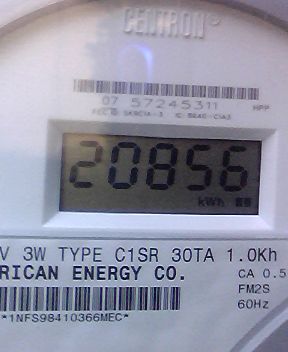 CENTRON®
07 57245311 HPP
20856
kWh
V 3W TYPE C1SR 30TA 1.0Kh
RICAN ENERGY CO. CA 0.5
FM2S
60Hz
*1NFS98410366MEC*